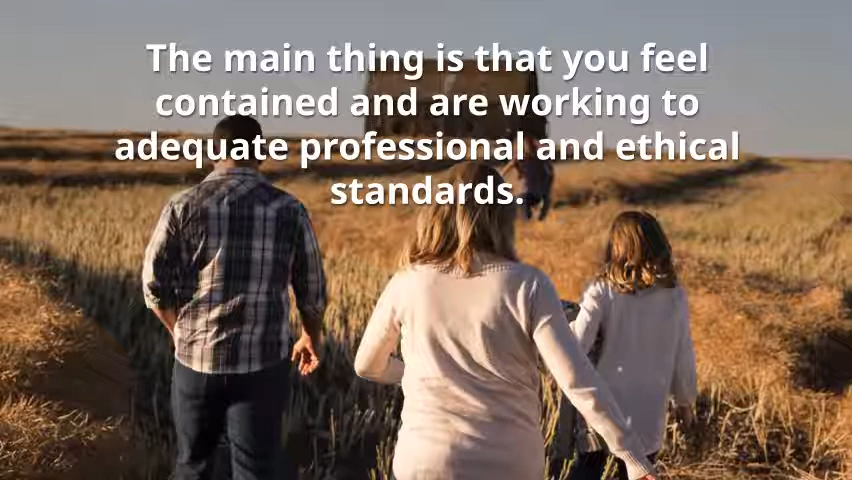 The main thing is that you feel
contained and are working to
adequate professional and ethical
standards.